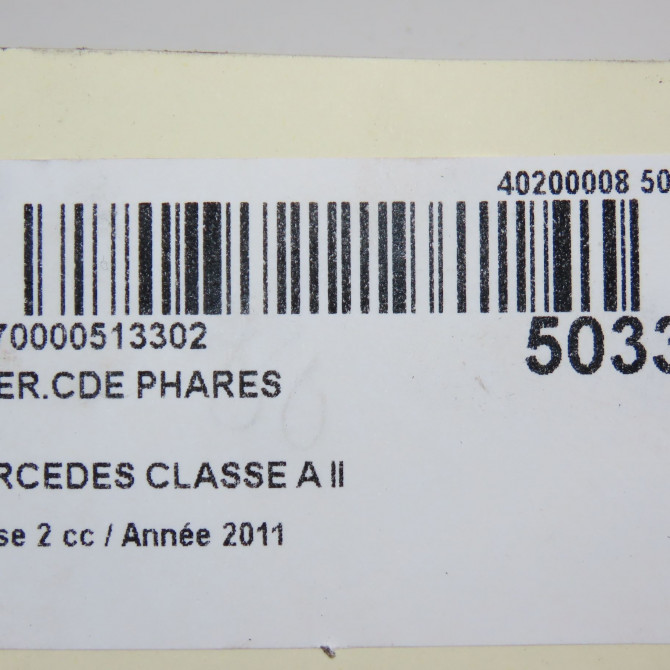 40200008 50
70000513302
5033
ER.CDE PHARES
RCEDES CLASSE A II
se 2 cc / Année 2011